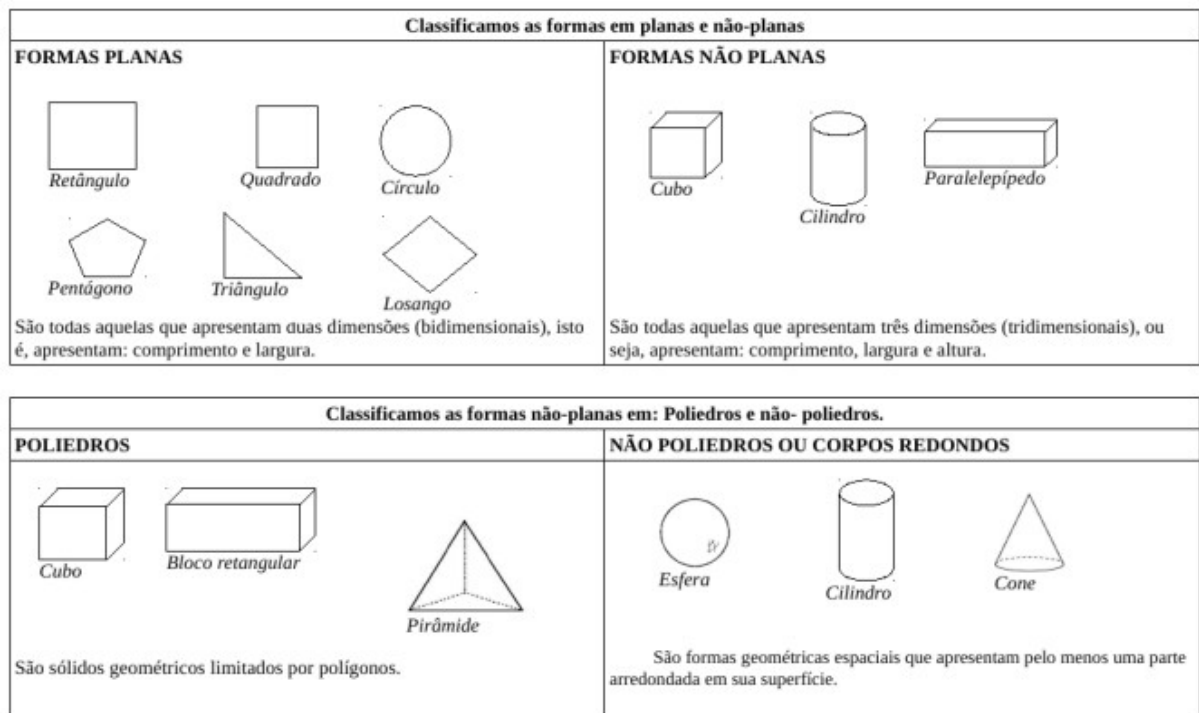 Classificamos as formas em planas e não-planas
FORMAS PLANAS
Retângulo
Quadrado
Círculo
Pentágono
Triângulo
Losango
São todas aquelas que apresentam duas dimensões (bidimensionais), isto
é, apresentam: comprimento e largura.
FORMAS NÃO PLANAS
Cubo
Cilindro
Paralelepípedo
São todas aquelas que apresentam três dimensões (tridimensionais), ou
seja, apresentam: comprimento, largura e altura.
Classificamos as formas não-planas em: Poliedros e não- poliedros.
POLIEDROS
Cubo
Bloco retangular
Pirâmide
São sólidos geométricos limitados por polígonos.
NÃO POLIEDROS OU CORPOS REDONDOS
Esfera
Cilindro
Cone
São formas geométricas espaciais que apresentam pelo menos uma parte
arredondada em sua superfície.